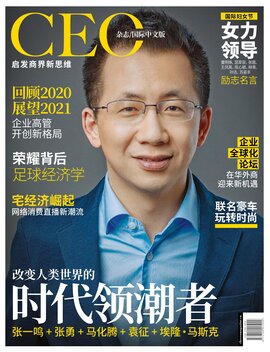 CEO
杂志/国际中文版
启发商界新思维
国际妇女节
女力
领导
励志名言
回顾2020
展望2021
企业高管
开创新格局
荣耀背后
足球经济学
宅经济崛起
网络消费直播新潮流
企业
全球化
论坛
在华外商
迎来新机遇
联名豪车
玩转时尚
改变人类世界的
时代领潮者
张一鸣+张勇+马化腾+袁征+埃隆·马斯克